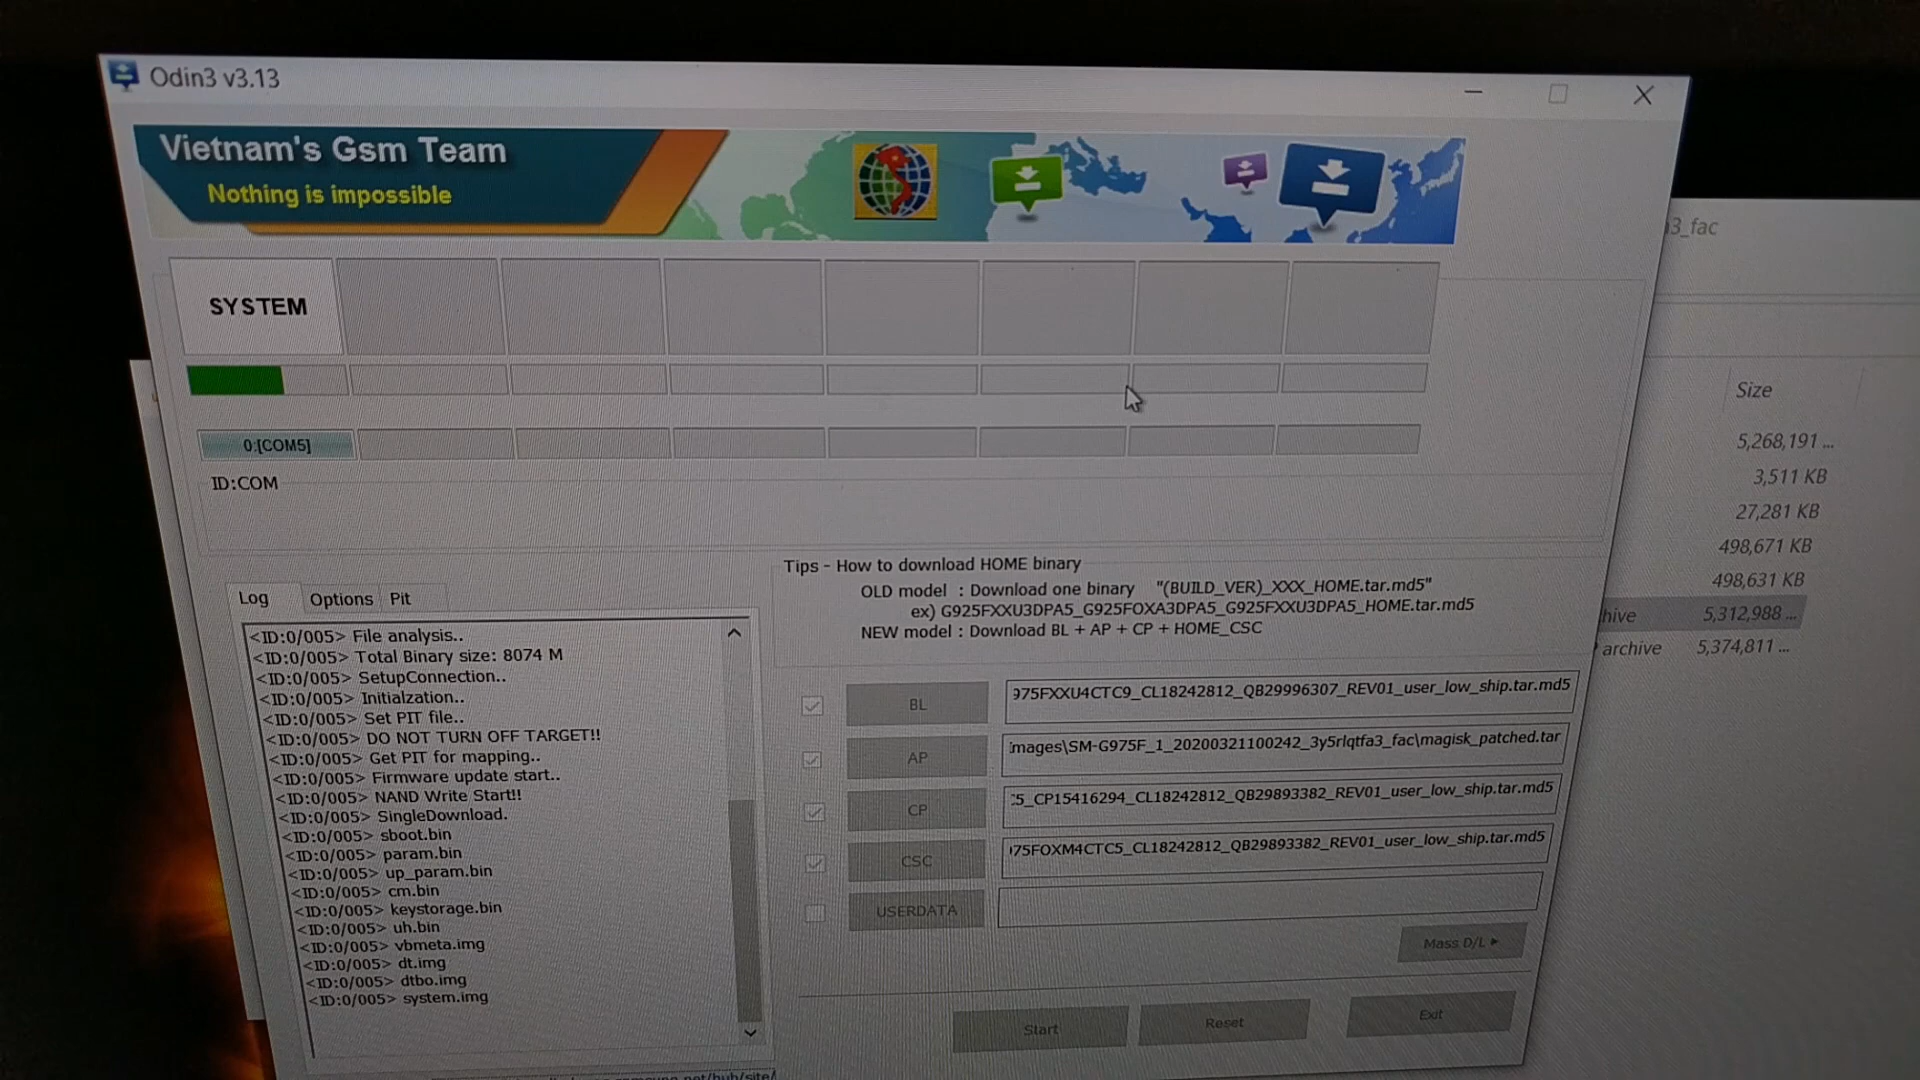 Odin3 v3.13
Vietnam's Gsm Team
Nothing is impossible
SYSTEM
0:[COM5]
ID:COM
Log
Options
Pit
<ID:0/005> File analysis..
<ID:0/005> Total Binary size: 8074 M
<ID:0/005> SetupConnection..
<ID:0/005> Initialzation..
<ID:0/005> Set PIT file..
<ID:0/005> DO NOT TURN OFF TARGET!!
<ID:0/005> Get PIT for mapping..
<ID:0/005> Firmware update start..
<ID:0/005> NAND Write Start!!
<ID:0/005> SingleDownload.
<ID:0/005> sboot.bin
<ID:0/005> param.bin
<ID:0/005> up_param.bin
<ID:0/005> cm.bin
<ID:0/005> keystorage.bin
<ID:0/005> uh.bin
<ID:0/005> vbmeta.img
<ID:0/005> dt.img
<ID:0/005> dtbo.img
<ID:0/005> system.img
Tips - How to download HOME binary
OLD model : Download one binary "(BUILD_VER)_XXX_HOME.tar.md5"
ex) G925FXXU3DPA5_G925FOXA3DPA5_G925FXXU3DPA5_HOME.tar.md5
NEW model : Download BL + AP + CP + HOME_CSC
BL
975FXXU4CTC9_CL18242812_QB29996307_REV01_user_low_ship.tar.md5
AP
images\SM-G975F_1_20200321100242_3y5rlqtfa3_fac\magisk_patched.tar
CP
5_CP15416294_CL18242812_QB29893382_REV01_user_low_ship.tar.md5
CSC
975FOXM4CTC5_CL18242812_QB29893382_REV01_user_low_ship.tar.md5
USERDATA
Mass D/L
Start
Reset
Exit
a3_fac
Size
5,268,191 ...
3,511 KB
27,281 KB
498,671 KB
498,631 KB
hive 5,312,988 ...
archive 5,374,811 ...